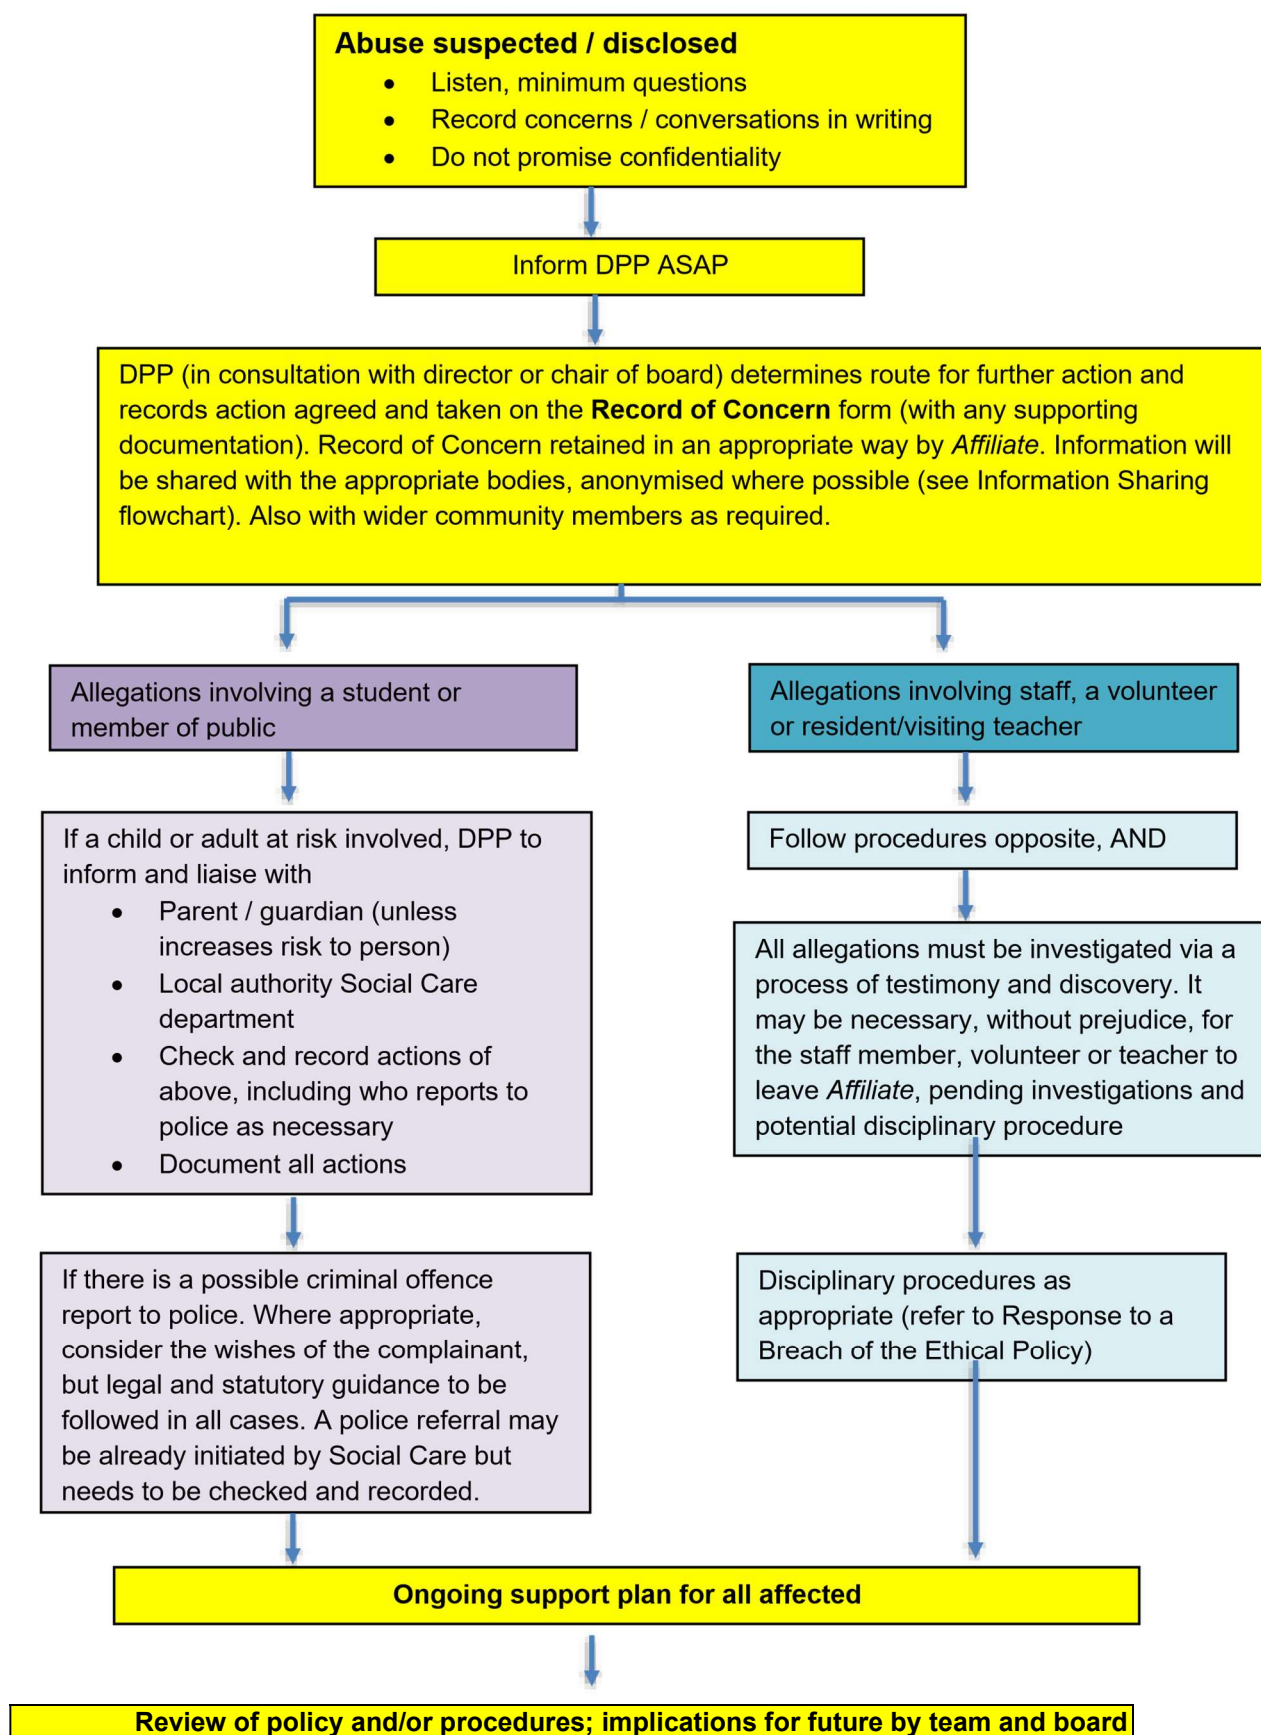 Abuse suspected / disclosed
• Listen, minimum questions
• Record concerns / conversations in writing
• Do not promise confidentiality
Inform DPP ASAP
DPP (in consultation with director or chair of board) determines route for further action and
records action agreed and taken on the Record of Concern form (with any supporting
documentation). Record of Concern retained in an appropriate way by Affiliate. Information will
be shared with the appropriate bodies, anonymised where possible (see Information Sharing
flowchart). Also with wider community members as required.
Allegations involving a student or
member of public
If a child or adult at risk involved, DPP to
inform and liaise with
• Parent / guardian (unless
increases risk to person)
• Local authority Social Care
department
• Check and record actions of
above, including who reports to
police as necessary
• Document all actions
If there is a possible criminal offence
report to police. Where appropriate,
consider the wishes of the complainant,
but legal and statutory guidance to be
followed in all cases. A police referral may
be already initiated by Social Care but
needs to be checked and recorded.
Allegations involving staff, a volunteer
or resident/visiting teacher
Follow procedures opposite, AND
All allegations must be investigated via a
process of testimony and discovery. It
may be necessary, without prejudice, for
the staff member, volunteer or teacher to
leave Affiliate, pending investigations and
potential disciplinary procedure
Disciplinary procedures as
appropriate (refer to Response to a
Breach of the Ethical Policy)
Ongoing support plan for all affected
Review of policy and/or procedures; implications for future by team and board